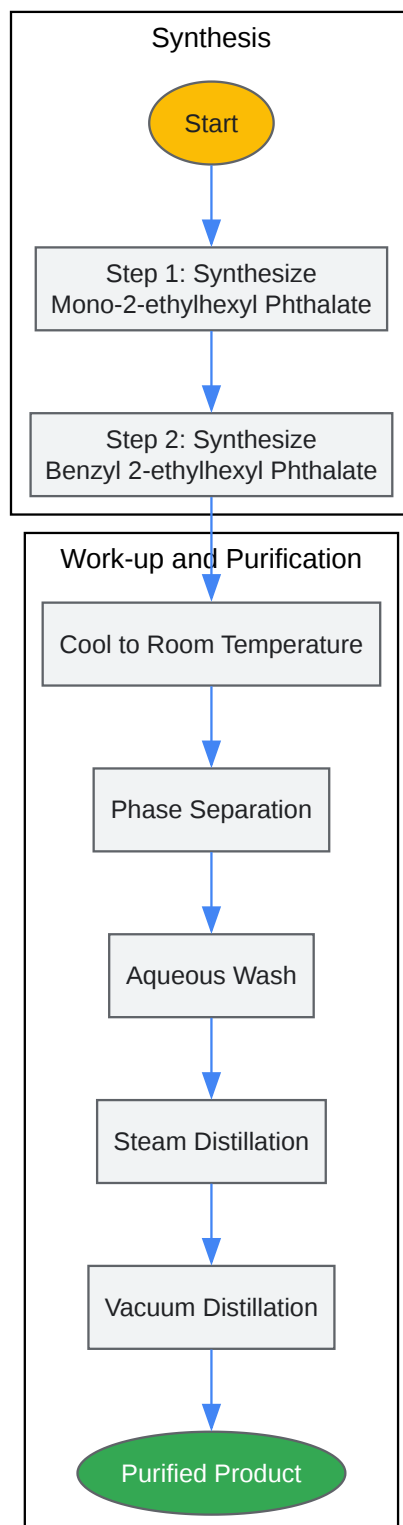 Synthesis
Start
Step 1: Synthesize
Mono-2-ethylhexyl Phthalate
Step 2: Synthesize
Benzyl 2-ethylhexyl Phthalate
Work-up and Purification
Cool to Room Temperature
Phase Separation
Aqueous Wash
Steam Distillation
Vacuum Distillation
Purified Product